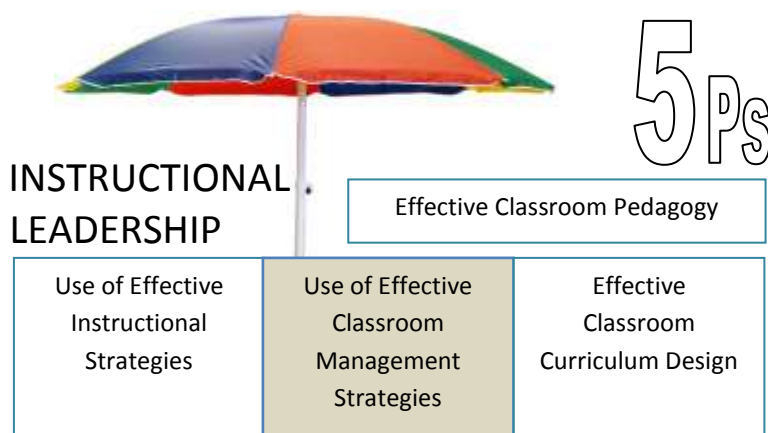 5Ps
INSTRUCTIONAL
LEADERSHIP
Effective Classroom Pedagogy
Use of Effective
Instructional
Strategies
Use of Effective
Classroom
Management
Strategies
Effective
Classroom
Curriculum Design